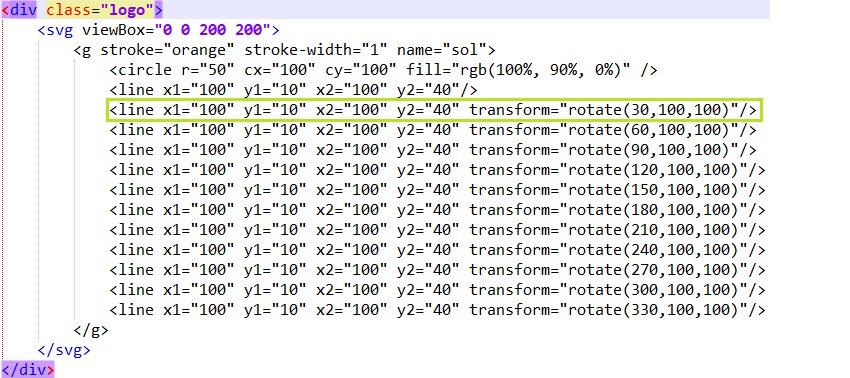 <div class="logo">
<svg viewBox="0 0 200 200">
<g stroke="orange" stroke-width="1" name="sol">
<circle r="50" cx="100" cy="100" fill="rgb(100%, 90%, 0%)" />
<line x1="100" y1="10" x2="100" y2="40"/>
<line x1="100" y1="10" x2="100" y2="40" transform="rotate(30,100,100)"/>
<line x1="100" y1="10" x2="100" y2="40" transform="rotate(60,100,100)"/>
<line x1="100" y1="10" x2="100" y2="40" transform="rotate(90,100,100)"/>
<line x1="100" y1="10" x2="100" y2="40" transform="rotate(120,100,100)"/>
<line x1="100" y1="10" x2="100" y2="40" transform="rotate(150,100,100)"/>
<line x1="100" y1="10" x2="100" y2="40" transform="rotate(180,100,100)"/>
<line x1="100" y1="10" x2="100" y2="40" transform="rotate(210,100,100)"/>
<line x1="100" y1="10" x2="100" y2="40" transform="rotate(240,100,100)"/>
<line x1="100" y1="10" x2="100" y2="40" transform="rotate(270,100,100)"/>
<line x1="100" y1="10" x2="100" y2="40" transform="rotate(300,100,100)"/>
<line x1="100" y1="10" x2="100" y2="40" transform="rotate(330,100,100)"/>
</g>
</svg>
</div>